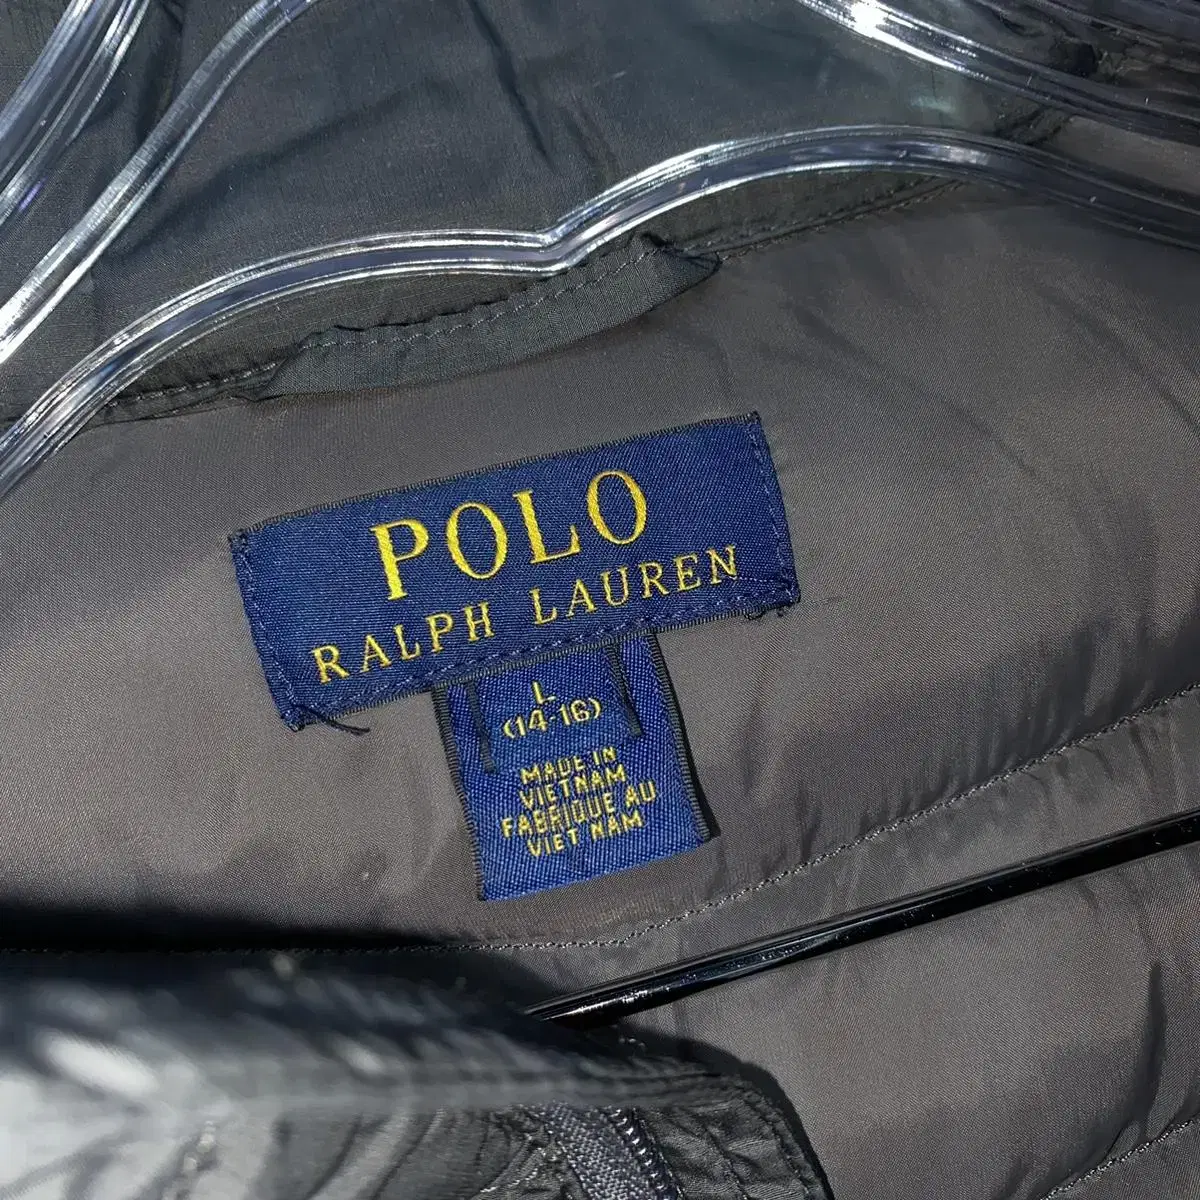 POLO
RALPH LAUREN
L
(14-16)
MADE IN
VIETNAM
FABRIQUE AU
VIET NAM